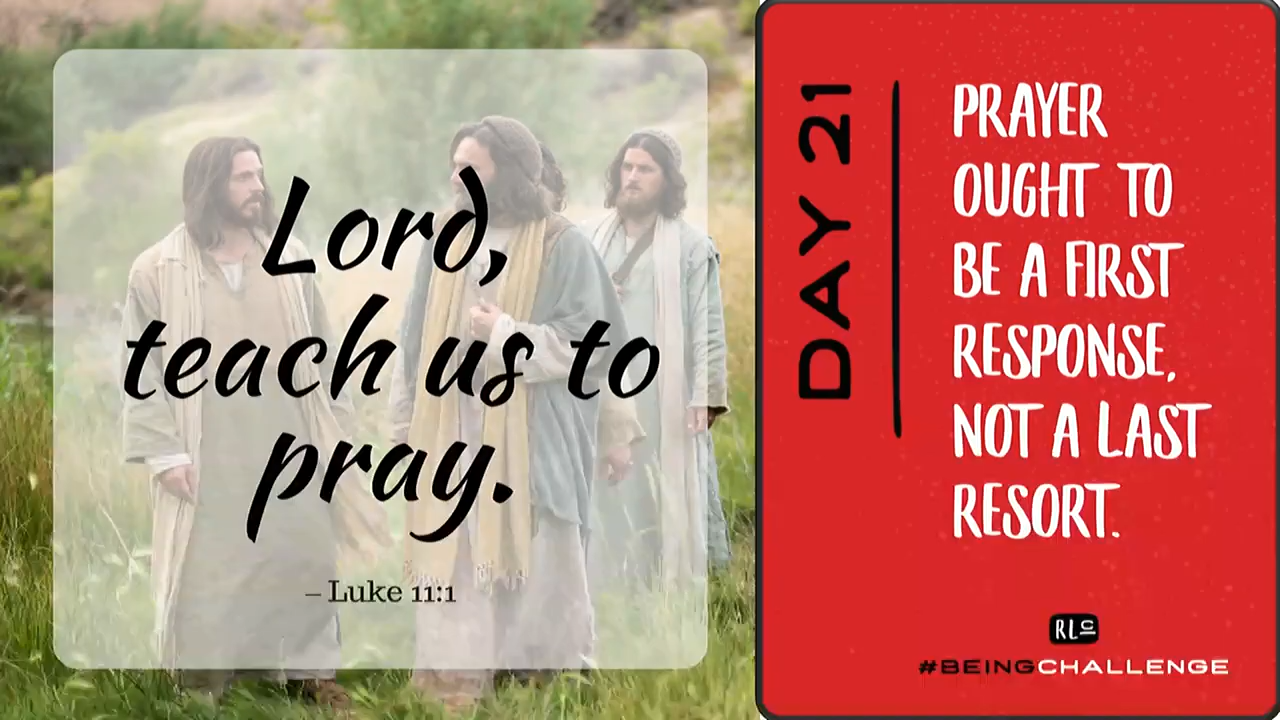 Lord,
teach us to
pray.
– Luke 11:1
DAY 21
PRAYER
OUGHT TO
BE A FIRST
RESPONSE,
NOT A LAST
RESORT.
RLC
#BEINGCHALLENGE